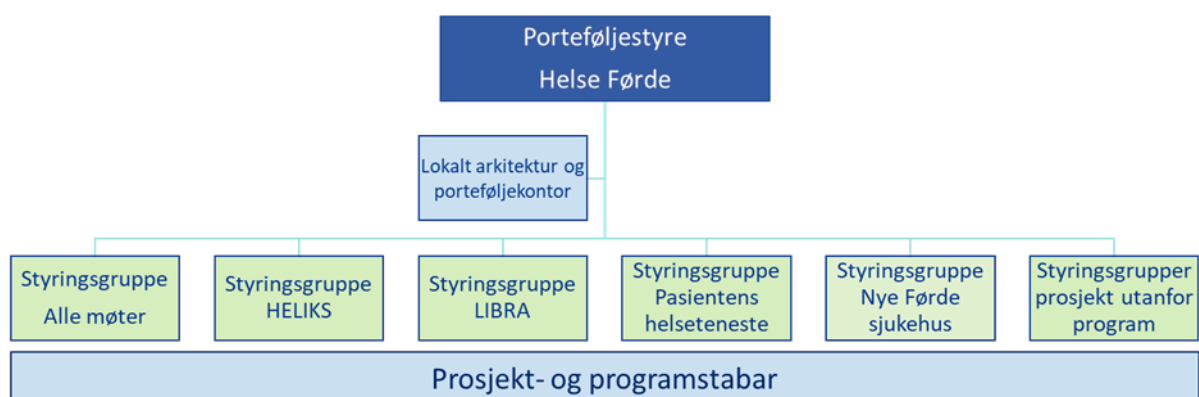 Porteføljestyre
Helse Førde
Lokalt arkitektur og
porteføljekontor
Styringsgruppe
Alle møter
Styringsgruppe
HELIKS
Styringsgruppe
LIBRA
Styringsgruppe
Pasientens
helseteneste
Styringsgruppe
Nye Førde
sjukehus
Styringsgrupper
prosjekt utanfor
program
Prosjekt- og programstabar